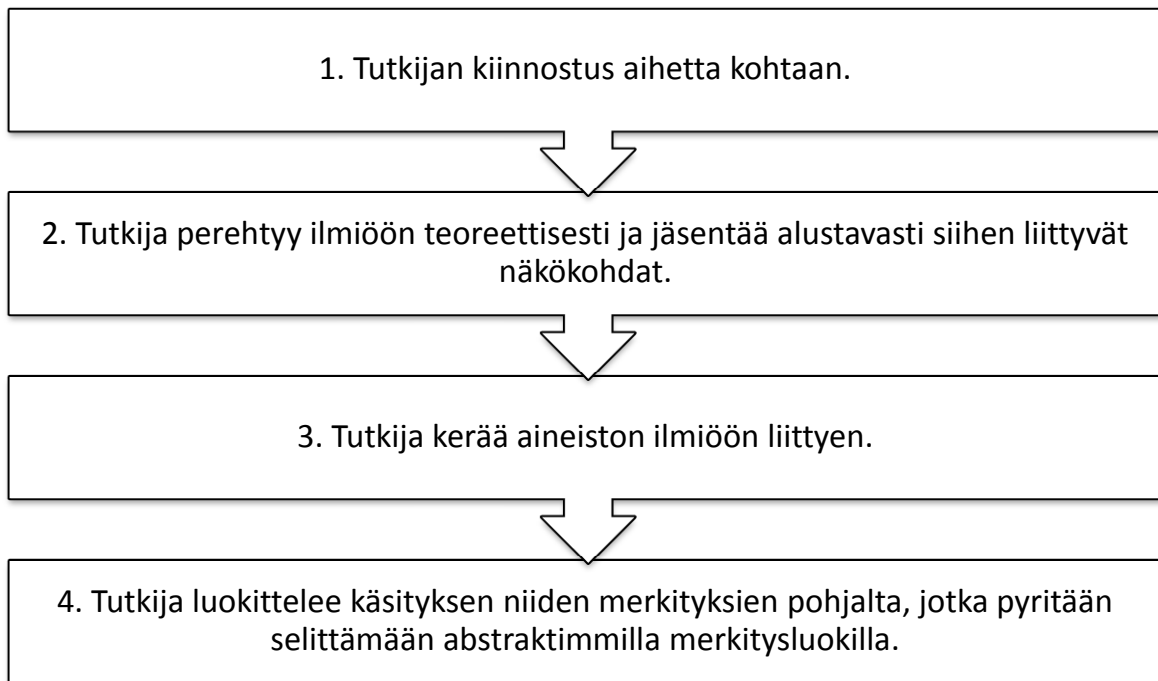 1. Tutkijan kiinnostus aihetta kohtaan.
2. Tutkija perehtyy ilmiöön teoreettisesti ja jäsentää alustavasti siihen liittyvät
näkökohdat.
3. Tutkija kerää aineiston ilmiöön liittyen.
4. Tutkija luokittelee käsityksen niiden merkityksien pohjalta, jotka pyritään
selittämään abstraktimmilla merkitysluokilla.